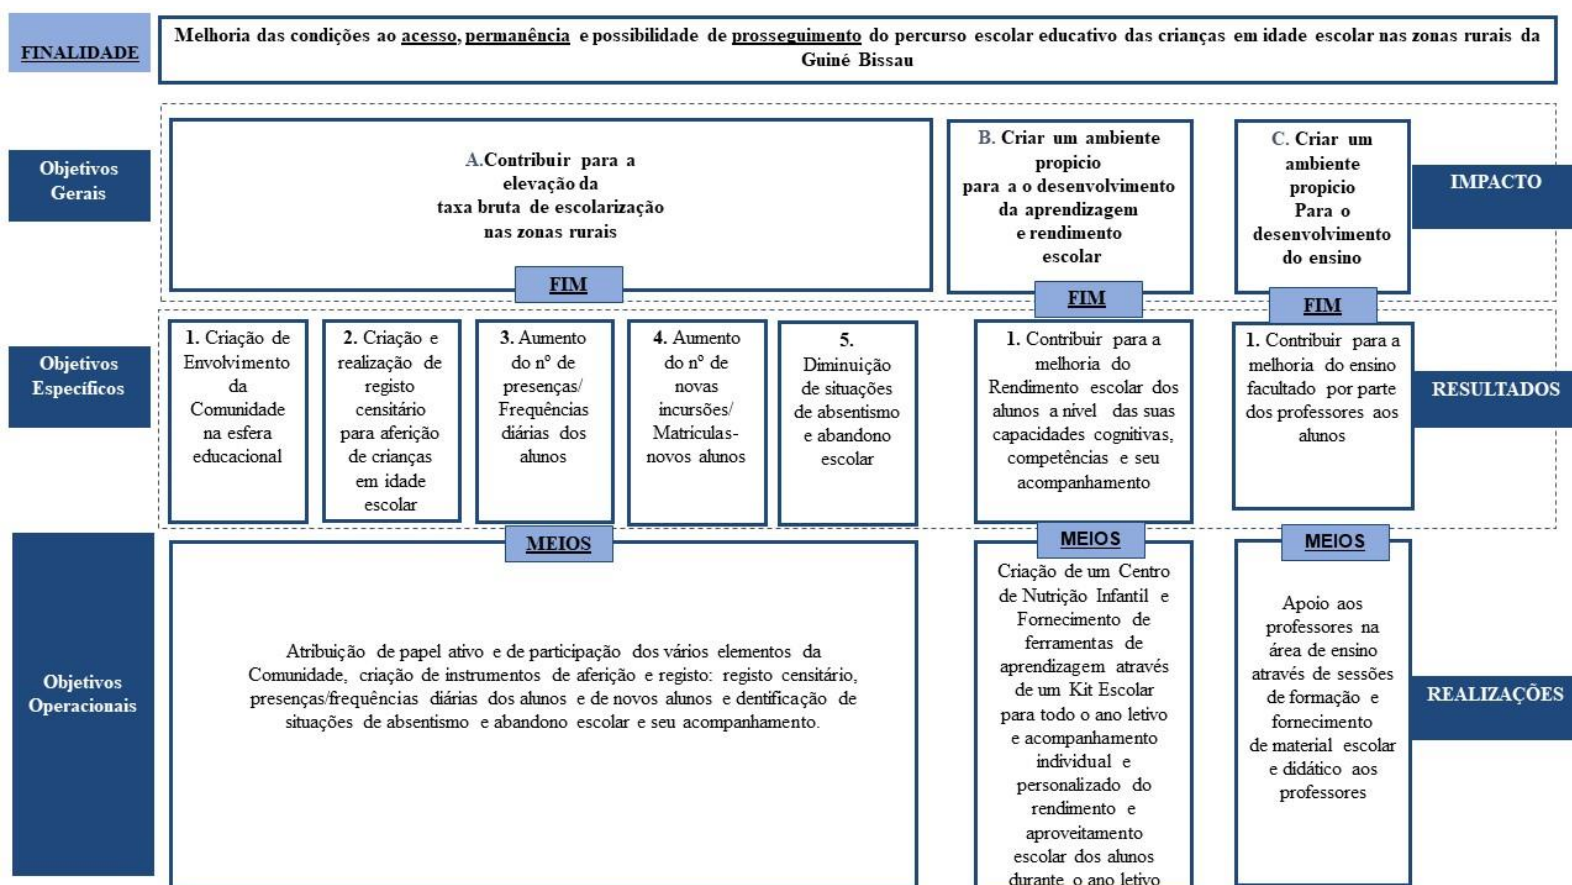 FINALIDADE
Melhoria das condições ao acesso, permanência e possibilidade de prosseguimento do percurso escolar educativo das crianças em idade escolar nas zonas rurais da
Guiné Bissau
Objetivos
Gerais
A.Contribuir para a
elevação da
taxa bruta de escolarização
nas zonas rurais
FIM
B. Criar um ambiente
propicio
para a o desenvolvimento
da aprendizagem
e rendimento
escolar
FIM
C. Criar um
ambiente
propicio
Para o
desenvolvimento
do ensino
FIM
IMPACTO
Objetivos
Específicos
1. Criação de
Envolvimento
da
Comunidade
na esfera
educacional
2. Criação e
realização de
registo
censitário
para aferição
de crianças
em idade
escolar
3. Aumento
do nº de
presenças/
Frequências
diárias dos
alunos
4. Aumento
do nº de
novas
incursões/
Matriculas-
novos alunos
5.
Diminuição
de situações
de absentismo
e abandono
escolar
1. Contribuir para a
melhoria do
Rendimento escolar dos
alunos a nível das suas
capacidades cognitivas,
competências e seu
acompanhamento
1. Contribuir para a
melhoria do ensino
facultado por parte
dos professores aos
alunos
RESULTADOS
Objetivos
Operacionais
MEIOS
Atribuição de papel ativo e de participação dos vários elementos da
Comunidade, criação de instrumentos de aferição e registo: registo censitário,
presenças/frequências diárias dos alunos e de novos alunos e dentificação de
situações de absentismo e abandono escolar e seu acompanhamento.
MEIOS
Criação de um Centro
de Nutrição Infantil e
Fornecimento de
ferramentas de
aprendizagem através
de um Kit Escolar
para todo o ano letivo
e acompanhamento
individual e
personalizado do
rendimento e
aproveitamento
escolar dos alunos
durante o ano letivo
MEIOS
Apoio aos
professores na
área de ensino
através de sessões
de formação e
fornecimento
de material escolar
e didático aos
professores
REALIZAÇÕES